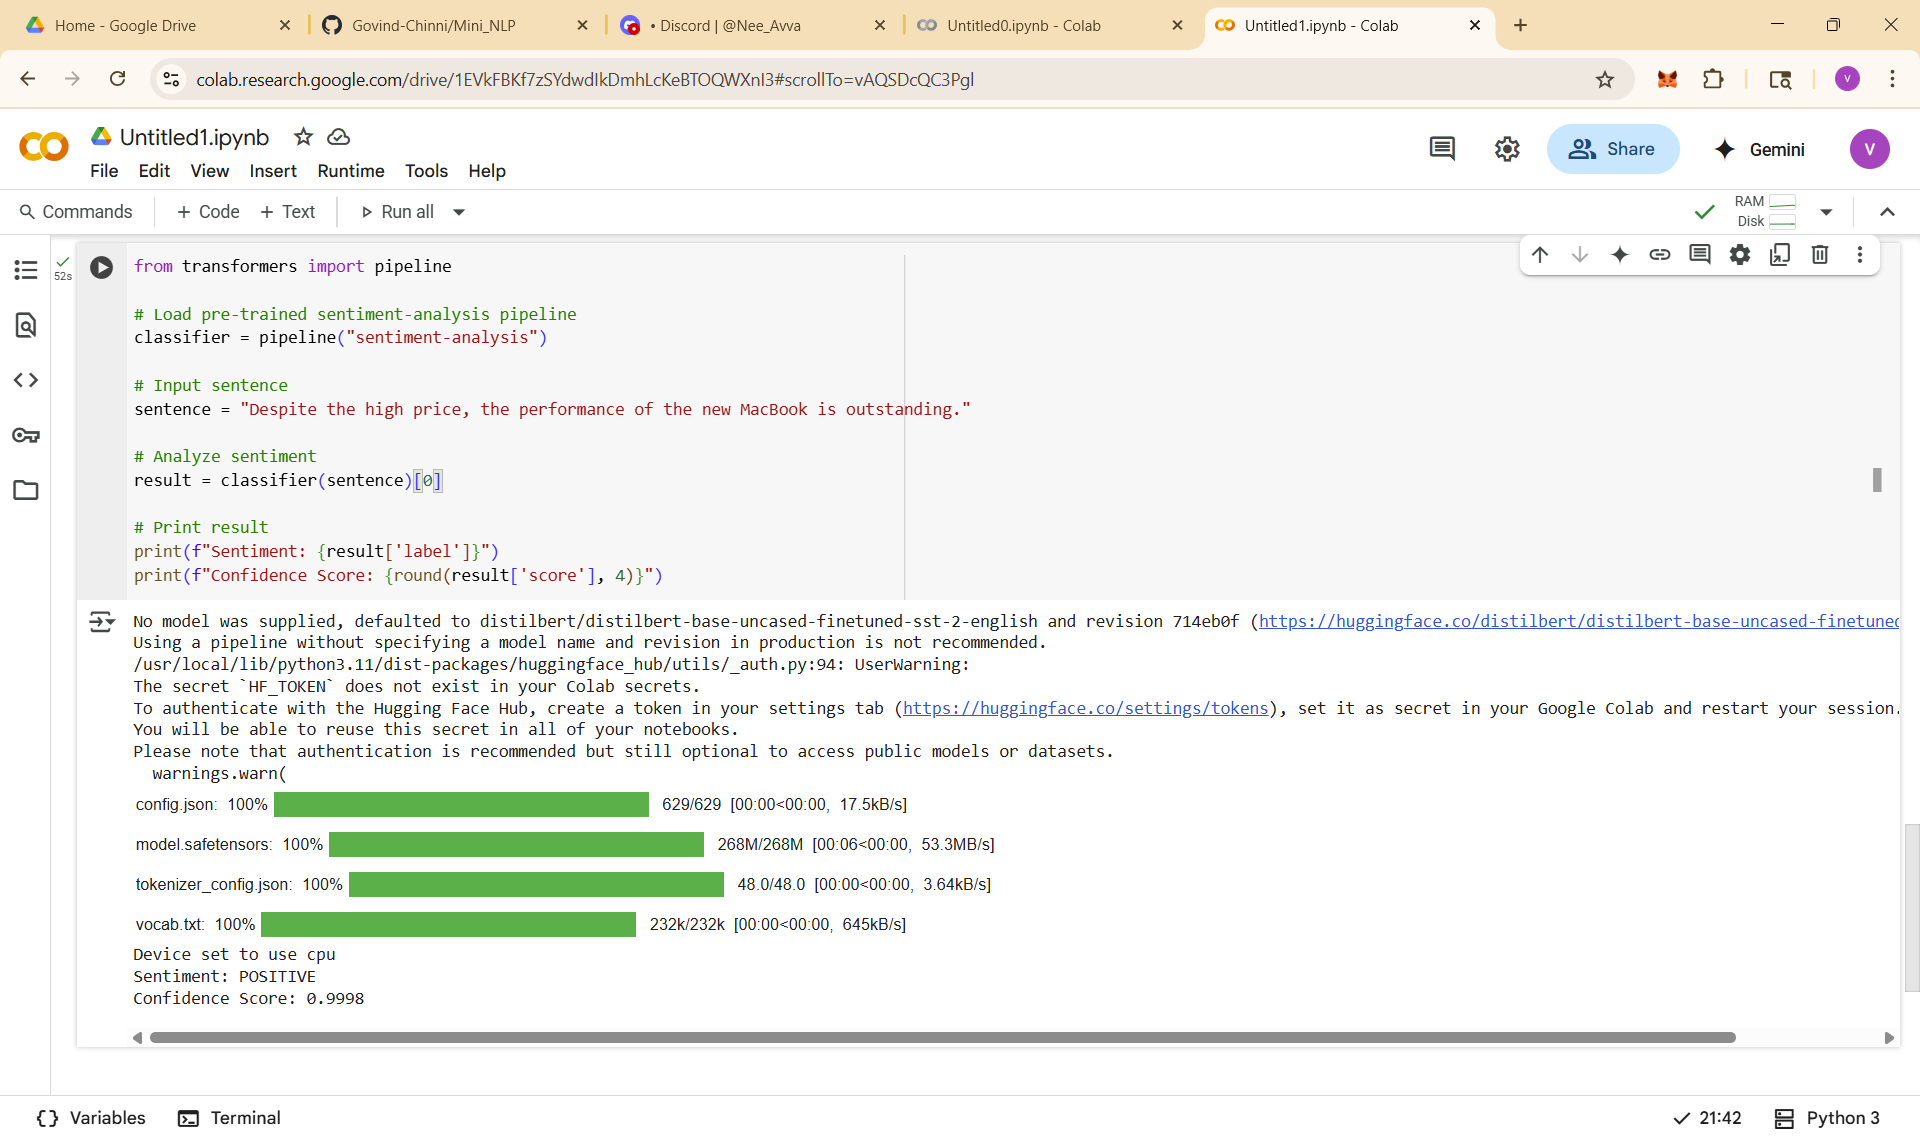 Home - Google Drive
Govind-Chinni/Mini_NLP
• Discord | @Nee_Avva
Untitled0.ipynb - Colab
Untitled1.ipynb - Colab
colab.research.google.com/drive/1EVkFBKf7zSYdwdIkDmhLcKeBTOQWXnI3#scrollTo=vAQSDcQC3Pgl
V
Untitled1.ipynb
File Edit View Insert Runtime Tools Help
Share
Gemini
V
Commands + Code + Text Run all
RAM
Disk
52s
from transformers import pipeline
# Load pre-trained sentiment-analysis pipeline
classifier = pipeline("sentiment-analysis")
# Input sentence
sentence = "Despite the high price, the performance of the new MacBook is outstanding."
# Analyze sentiment
result = classifier(sentence)[0]
# Print result
print(f"Sentiment: {result['label']}")
print(f"Confidence Score: {round(result['score'], 4)}")
No model was supplied, defaulted to distilbert/distilbert-base-uncased-finetuned-sst-2-english and revision 714eb0f (https://huggingface.co/distilbert/distilbert-base-uncased-finetuned
Using a pipeline without specifying a model name and revision in production is not recommended.
/usr/local/lib/python3.11/dist-packages/huggingface_hub/utils/_auth.py:94: UserWarning:
The secret `HF_TOKEN` does not exist in your Colab secrets.
To authenticate with the Hugging Face Hub, create a token in your settings tab (https://huggingface.co/settings/tokens), set it as secret in your Google Colab and restart your session.
You will be able to reuse this secret in all of your notebooks.
Please note that authentication is recommended but still optional to access public models or datasets.
warnings.warn(
config.json: 100% 629/629 [00:00<00:00, 17.5kB/s]
model.safetensors: 100% 268M/268M [00:06<00:00, 53.3MB/s]
tokenizer_config.json: 100% 48.0/48.0 [00:00<00:00, 3.64kB/s]
vocab.txt: 100% 232k/232k [00:00<00:00, 645kB/s]
Device set to use cpu
Sentiment: POSITIVE
Confidence Score: 0.9998
Variables Terminal
21:42 Python 3